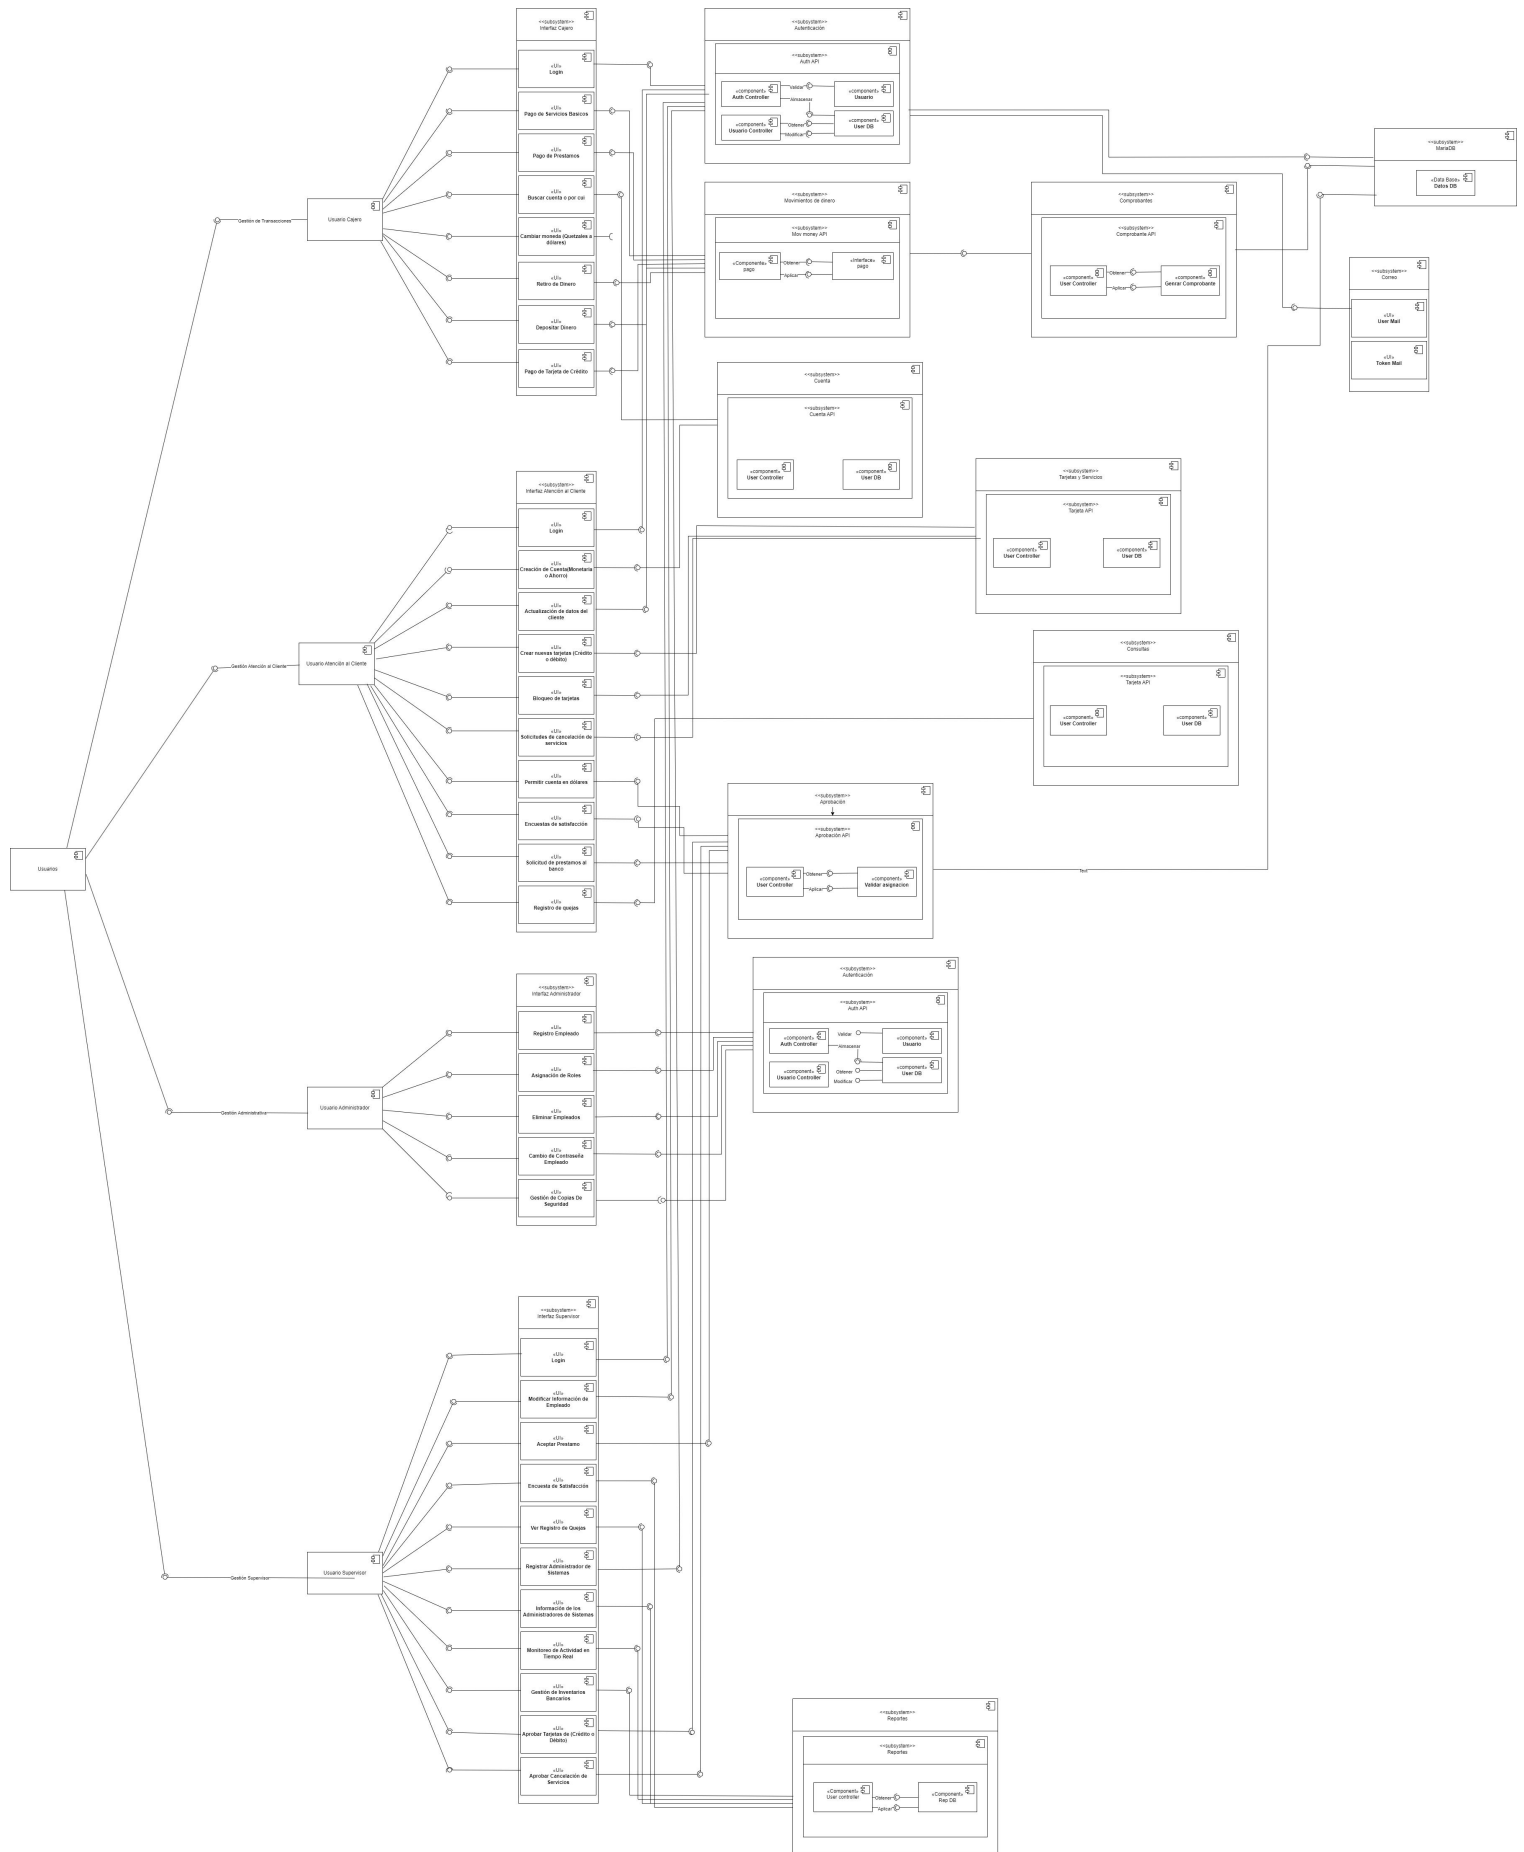 <<subsystem>>
Interfaz Cajero
«UI»
Login
«UI»
Pago de Servicios Basicos
«UI»
Pago de Prestamos
«UI»
Buscar cuenta o por cui
«UI»
Cambiar moneda (Quetzales a
dólares)
«UI»
Retiro de Dinero
«UI»
Depositar Dinero
«UI»
Pago de Tarjeta de Crédito
Usuario Cajero
Gestión de Transacciones
<<subsystem>>
Autenticación
<<subsystem>>
Auth API
«component»
Auth Controller
Validar
Almacenar
«component»
Usuario
«component»
Usuario Controller
Obtener
Modificar
«component»
User DB
<<subsystem>>
MariaDB
«Data Base»
Datos DB
<<subsystem>>
Movimientos de dinero
<<subsystem>>
Mov money API
«Componente»
pago
Obtener
Aplicar
«Interface»
pago
<<subsystem>>
Comprobantes
<<subsystem>>
Comprobante API
«component»
User Controller
Obtener
Aplicar
«component»
Genrar Comprobante
<<subsystem>>
Correo
«UI»
User Mail
«UI»
Token Mail
<<subsystem>>
Cuenta
<<subsystem>>
Cuenta API
«component»
User Controller
«component»
User DB
<<subsystem>>
Tarjetas y Servicios
<<subsystem>>
Tarjeta API
«component»
User Controller
«component»
User DB
<<subsystem>>
Interfaz Atención al Cliente
«UI»
Login
«UI»
Creación de Cuenta(Monetaria
o Ahorro)
«UI»
Actualización de datos del
cliente
«UI»
Crear nuevas tarjetas (Crédito
o débito)
«UI»
Bloqueo de tarjetas
«UI»
Solicitudes de cancelación de
servicios
«UI»
Permitir cuenta en dólares
«UI»
Encuestas de satisfacción
«UI»
Solicitud de prestamos al
banco
«UI»
Registro de quejas
Usuario Atención al Cliente
Gestión Atención al Cliente
<<subsystem>>
Consultas
<<subsystem>>
Tarjeta API
«component»
User Controller
«component»
User DB
<<subsystem>>
Aprobación
<<subsystem>>
Aprobación API
«component»
User Controller
Obtener
Aplicar
«component»
Validar asignacion
Text
Usuarios
<<subsystem>>
Interfaz Administrador
«UI»
Registro Empleado
«UI»
Asignación de Roles
«UI»
Eliminar Empleados
«UI»
Cambio de Contraseña
Empleado
«UI»
Gestión de Copias De
Seguridad
Usuario Administrador
Gestión Administrativa
<<subsystem>>
Autenticación
<<subsystem>>
Auth API
«component»
Auth Controller
Validar
Almacenar
«component»
Usuario
«component»
Usuario Controller
Obtener
Modificar
«component»
User DB
<<subsystem>>
Interfaz Supervisor
«UI»
Login
«UI»
Modificar Información de
Empleado
«UI»
Aceptar Prestamo
«UI»
Encuesta de Satisfacción
«UI»
Ver Registro de Quejas
«UI»
Registrar Administrador de
Sistemas
«UI»
Información de los
Administradores de Sistemas
«UI»
Monitoreo de Actividad en
Tiempo Real
«UI»
Gestión de Inventarios
Bancarios
«UI»
Aprobar Tarjetas de (Crédito o
Débito)
«UI»
Aprobar Cancelación de
Servicios
Usuario Supervisor
Gestión Supervisor
<<subsystem>>
Reportes
<<subsystem>>
Reportes
«Component»
User controller
Obtener
Aplicar
«Component»
Rep DB